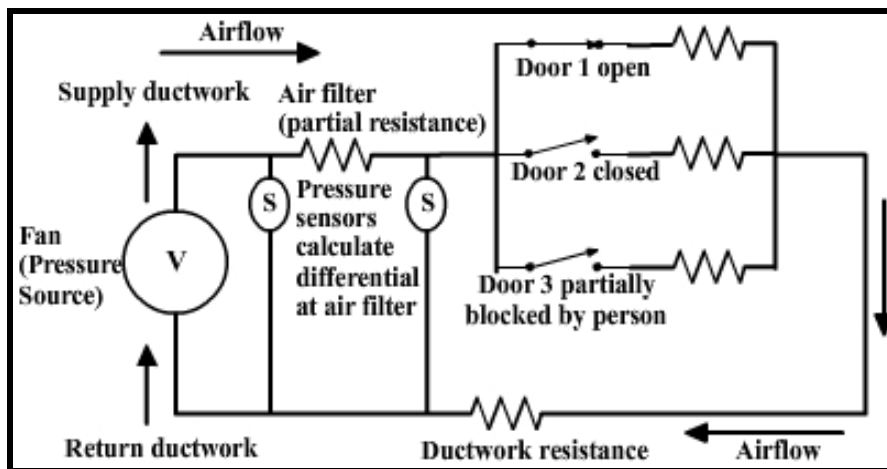 Airflow
Supply ductwork
Air filter
(partial resistance)
Door 1 open
Door 2 closed
S
Pressure
sensors
calculate
differential
at air filter
S
Fan
(Pressure
Source)
V
Door 3 partially
blocked by person
Return ductwork
Ductwork resistance
Airflow